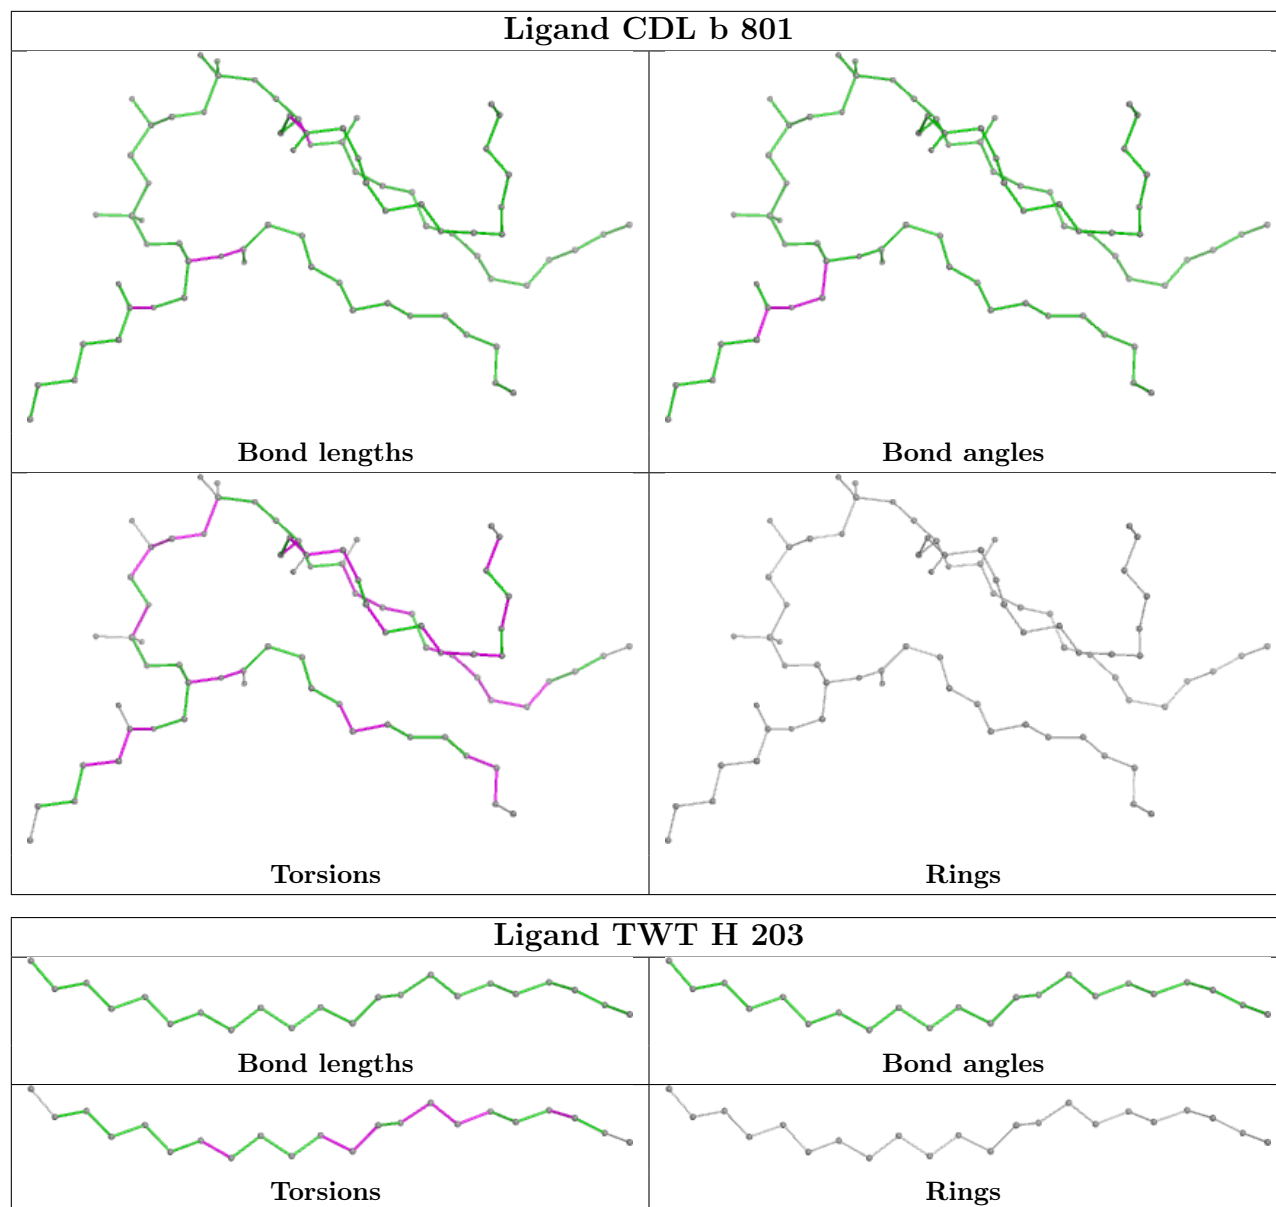 Ligand CDL b 801
Bond lengths
Bond angles
Torsions
Rings
Ligand TWT H 203
Bond lengths
Bond angles
Torsions
Rings